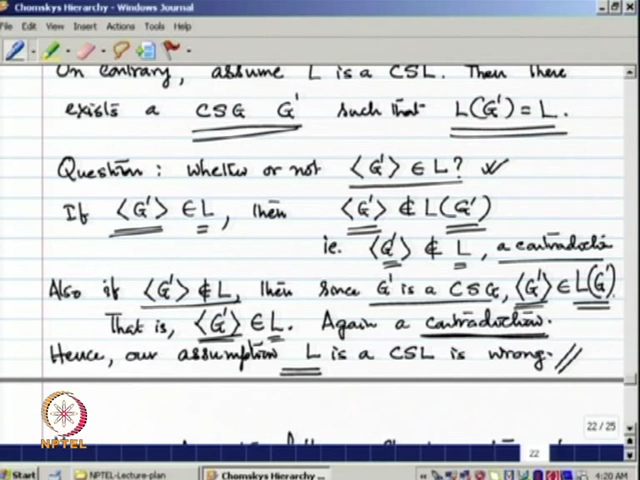 Chomskys Hierarchy - Windows Journal
File Edit View Insert Actions Tools Help
On contrary, assume L is a CSL. Then there
exists a CSG G' such that L(G') = L.
Question: Whether or not ⟨G'⟩ ∈ L?
If ⟨G'⟩ ∈ L, then ⟨G'⟩ ∉ L(G')
ie. ⟨G'⟩ ∉ L, a contradiction
Also if ⟨G'⟩ ∉ L, then since G' is a CSG, ⟨G'⟩ ∈ L(G').
That is, ⟨G'⟩ ∈ L. Again a contradiction.
Hence, our assumption L is a CSL is wrong. //
NPTEL
22 / 25
22
Start NPTEL-Lecture-plan Chomskys Hierarchy ... 4:20 AM